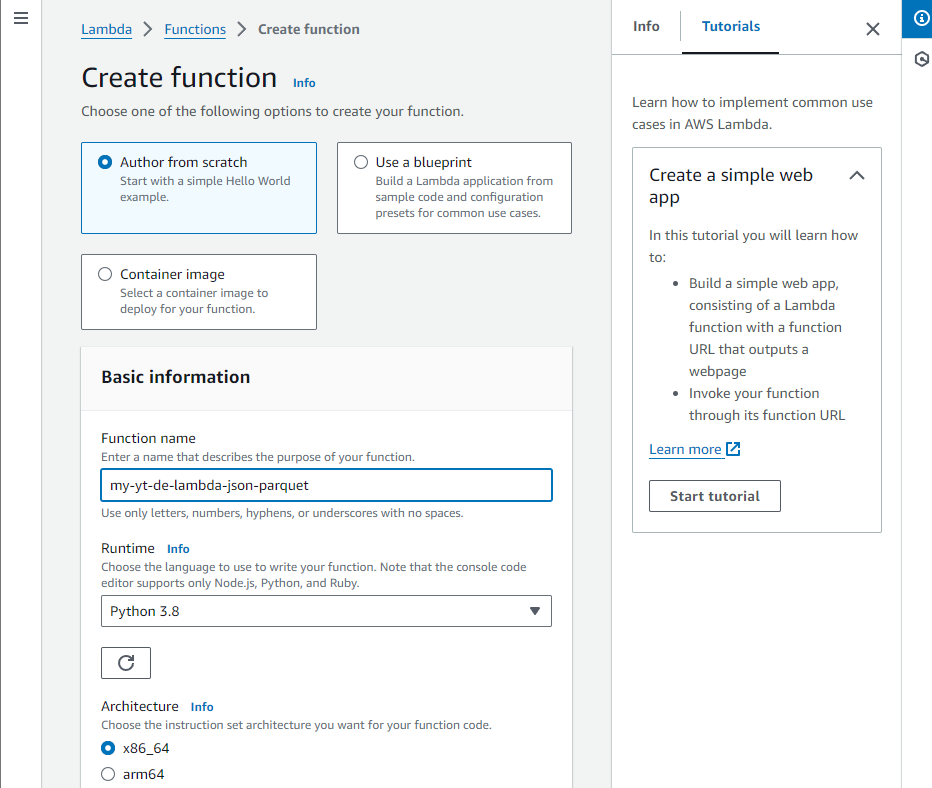 Lambda > Functions > Create function
Create function Info
Choose one of the following options to create your function.
Author from scratch
Start with a simple Hello World
example.
Use a blueprint
Build a Lambda application from
sample code and configuration
presets for common use cases.
Container image
Select a container image to
deploy for your function.
Basic information
Function name
Enter a name that describes the purpose of your function.
my-yt-de-lambda-json-parquet
Use only letters, numbers, hyphens, or underscores with no spaces.
Runtime Info
Choose the language to use to write your function. Note that the console code
editor supports only Node.js, Python, and Ruby.
Python 3.8
Architecture Info
Choose the instruction set architecture you want for your function code.
x86_64
arm64
Info
Tutorials
Learn how to implement common use
cases in AWS Lambda.
Create a simple web
app
In this tutorial you will learn how
to:
• Build a simple web app,
consisting of a Lambda
function with a function
URL that outputs a
webpage
• Invoke your function
through its function URL
Learn more
Start tutorial